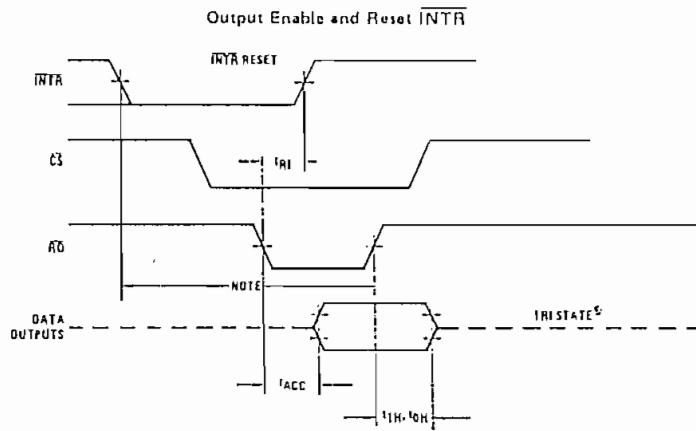 Output Enable and Reset INTR
INTR
INTR RESET
CS
tRI
RD
NOTE
DATA
OUTPUTS
TRI STATE®
tACC
t1H, t0H